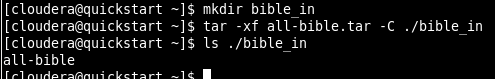 [cloudera@quickstart ~]$ mkdir bible_in
[cloudera@quickstart ~]$ tar -xf all-bible.tar -C ./bible_in
[cloudera@quickstart ~]$ ls ./bible_in
all-bible
[cloudera@quickstart ~]$